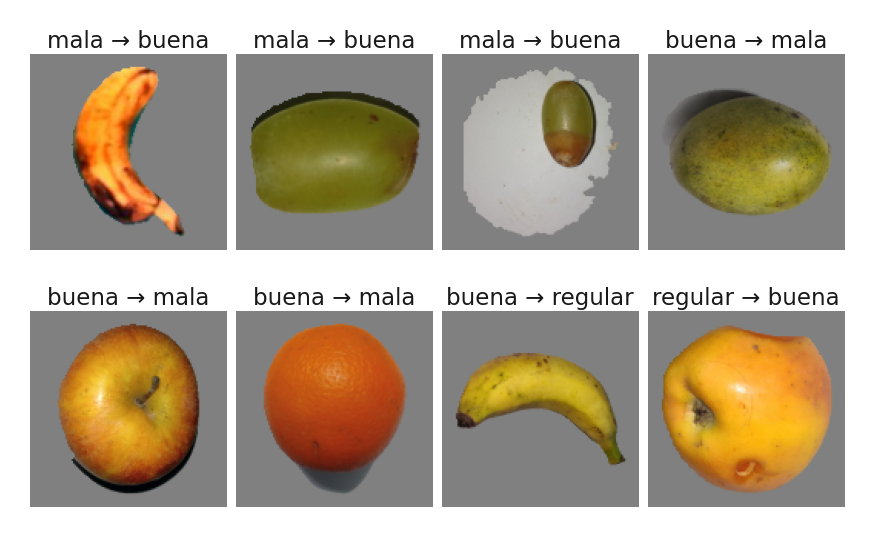 mala → buena
mala → buena
mala → buena
buena → mala
buena → mala
buena → mala
buena → regular
regular → buena